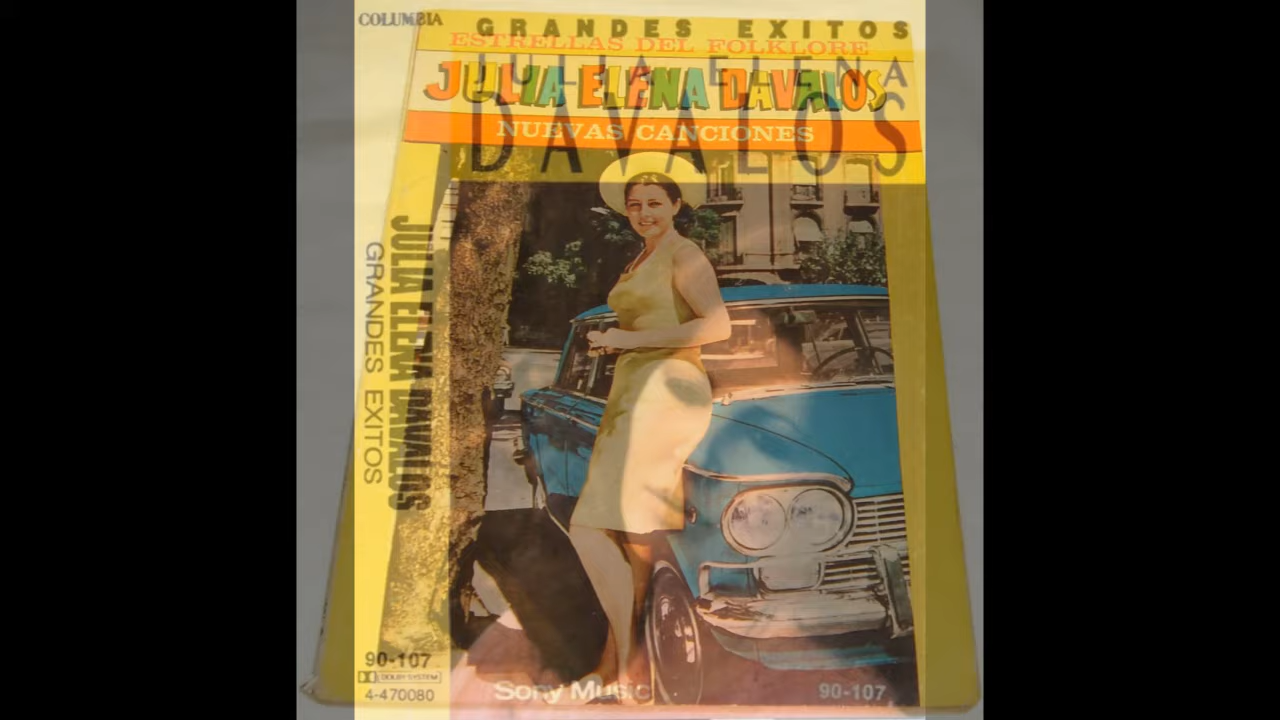 COLUMBIA
GRANDES EXITOS
ESTRELLAS DEL FOLKLORE
JULIA ELENA
DAVALOS
JULIA ELENA DAVALOS
NUEVAS CANCIONES
JULIA ELENA DAVALOS
GRANDES EXITOS
90-107
DOLBY SYSTEM
4-470080
Sony Music
90-107